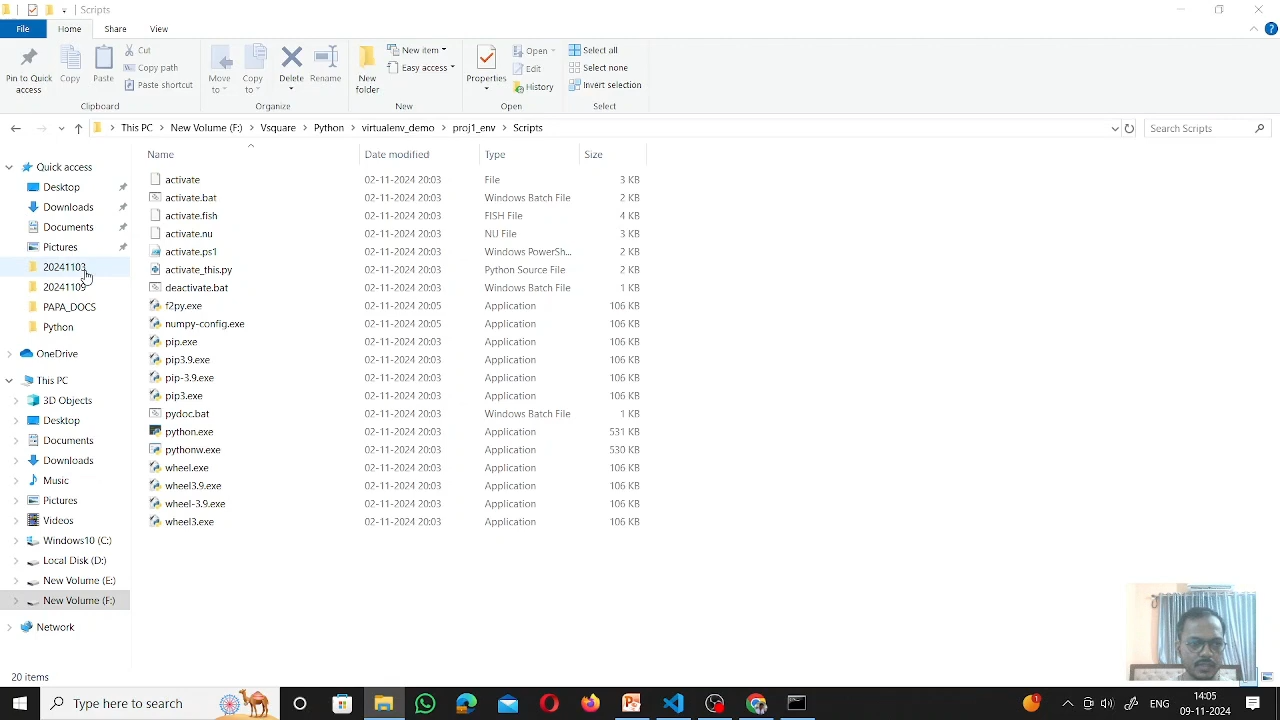 Scripts
File Home Share View
Pin to Quick access
Copy
Paste
Cut
Copy path
Paste shortcut
Clipboard
Move to
Copy to
Delete
Rename
Organize
New folder
New item
Easy access
New
Properties
Open
Edit
History
Open
Select all
Select none
Invert selection
Select
This PC > New Volume (F:) > Vsquare > Python > virtualenv_demo > proj1_env > Scripts
Search Scripts
Quick access
Desktop
Downloads
Documents
Pictures
20241103
PAPA_DOCS
Python
OneDrive
This PC
3D Objects
Desktop
Documents
Downloads
Music
Pictures
Videos
Windows10 (C:)
Local Disk (D:)
New Volume (E:)
New Volume (F:)
Network
Name Date modified Type Size
activate 02-11-2024 20:03 File 3 KB
activate.bat 02-11-2024 20:03 Windows Batch File 2 KB
activate.fish 02-11-2024 20:03 FISH File 4 KB
activate.nu 02-11-2024 20:03 NU File 3 KB
activate.ps1 02-11-2024 20:03 Windows PowerSh... 2 KB
activate_this.py 02-11-2024 20:03 Python Source File 2 KB
deactivate.bat 02-11-2024 20:03 Windows Batch File 1 KB
f2py.exe 02-11-2024 20:05 Application 106 KB
numpy-config.exe 02-11-2024 20:05 Application 106 KB
pip.exe 02-11-2024 20:03 Application 106 KB
pip3.9.exe 02-11-2024 20:03 Application 106 KB
pip-3.9.exe 02-11-2024 20:03 Application 106 KB
pip3.exe 02-11-2024 20:03 Application 106 KB
pydoc.bat 02-11-2024 20:03 Windows Batch File 1 KB
python.exe 02-11-2024 20:03 Application 531 KB
pythonw.exe 02-11-2024 20:03 Application 530 KB
wheel.exe 02-11-2024 20:03 Application 106 KB
wheel3.9.exe 02-11-2024 20:03 Application 106 KB
wheel-3.9.exe 02-11-2024 20:03 Application 106 KB
wheel3.exe 02-11-2024 20:03 Application 106 KB
20 items
Type here to search
ENG
14:05
09-11-2024